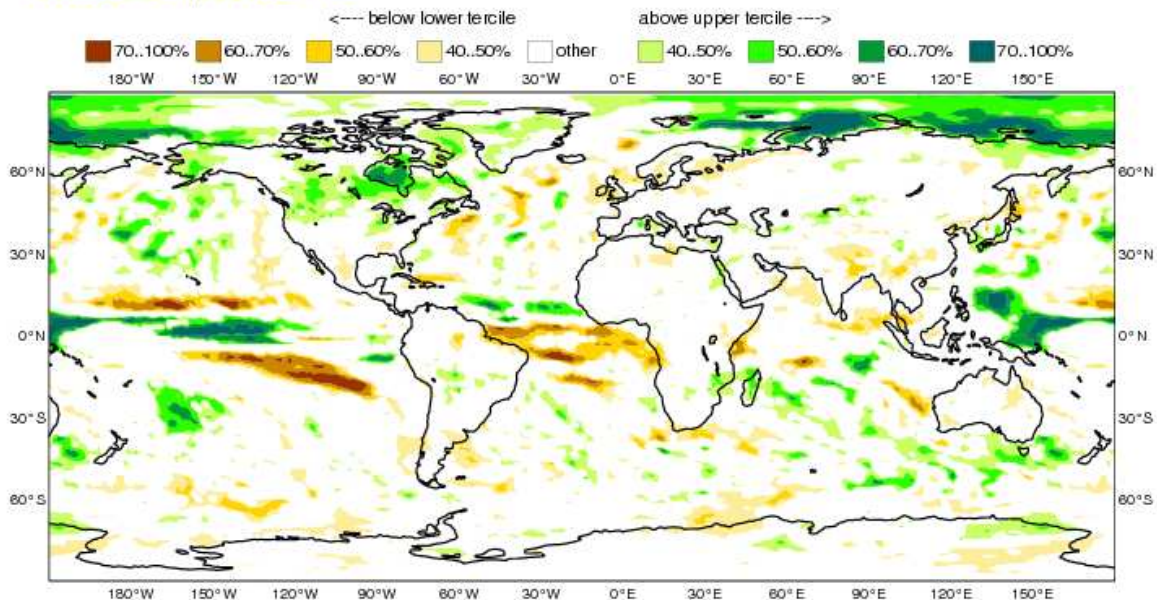 <---- below lower tercile above upper tercile ---->
70..100% 60..70% 50..60% 40..50% other 40..50% 50..60% 60..70% 70..100%
180°W 150°W 120°W 90°W 60°W 30°W 0°E 30°E 60°E 90°E 120°E 150°E
60°N 60°N
30°N 30°N
0°N 0°N
30°S 30°S
60°S 60°S
180°W 150°W 120°W 90°W 60°W 30°W 0°E 30°E 60°E 90°E 120°E 150°E